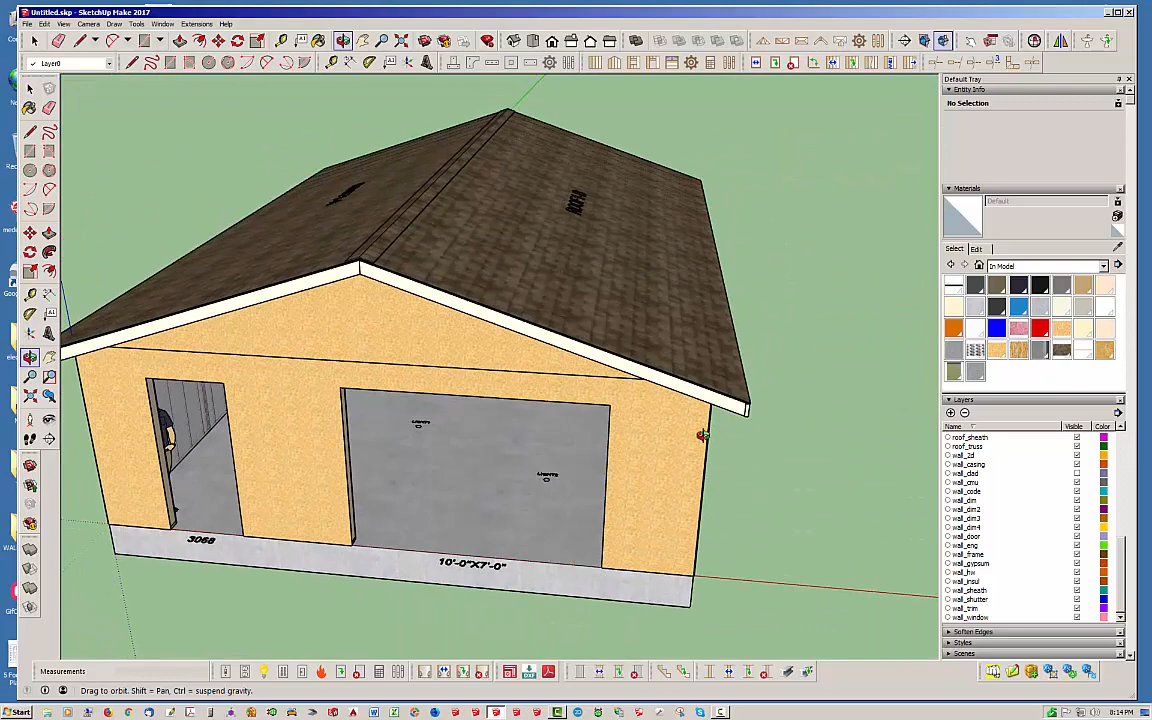 Untitled.skp - SketchUp Make 2017
File Edit View Camera Draw Tools Window Extensions Help
Layer0
Default Tray
Entity Info
No Selection
Materials
Default
Select Edit
In Model
Layers
Name Visible Color
roof_sheath
roof_truss
wall_2d
wall_casing
wall_clad
wall_cmu
wall_code
wall_dim
wall_dim2
wall_dim3
wall_dim4
wall_door
wall_eng
wall_frame
wall_gypsum
wall_hw
wall_insul
wall_sheath
wall_shutter
wall_trim
wall_window
Soften Edges
Styles
Scenes
LIGHTS
LIGHTS
3068
10'-0"X7'-0"
Measurements
Drag to orbit. Shift = Pan, Ctrl = suspend gravity.
Start
8:14 PM